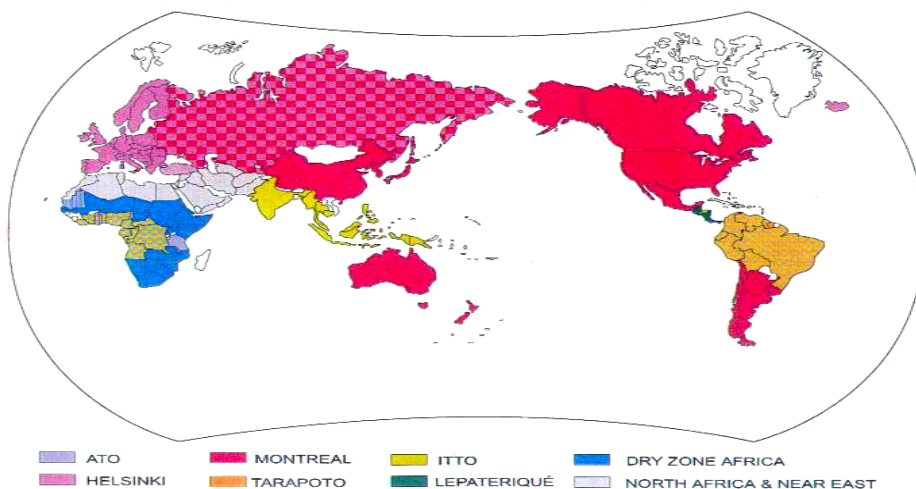 ATO MONTREAL ITTO DRY ZONE AFRICA
HELSINKI TARAPOTO LEPATERIQUÉ NORTH AFRICA & NEAR EAST